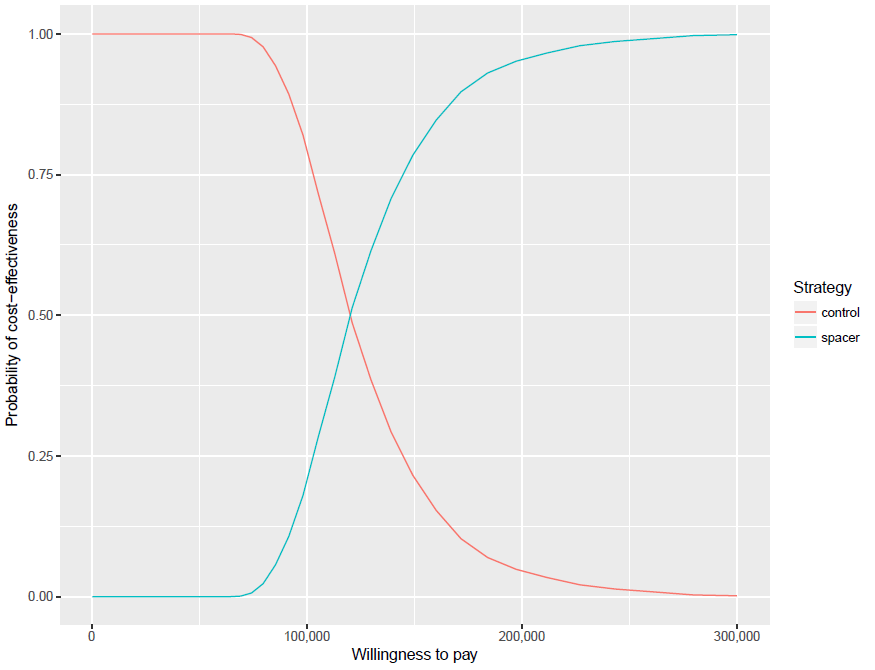 1.00
0.75
0.50
0.25
0.00
Probability of cost−effectiveness
0
100,000
200,000
300,000
Willingness to pay
Strategy
control
spacer